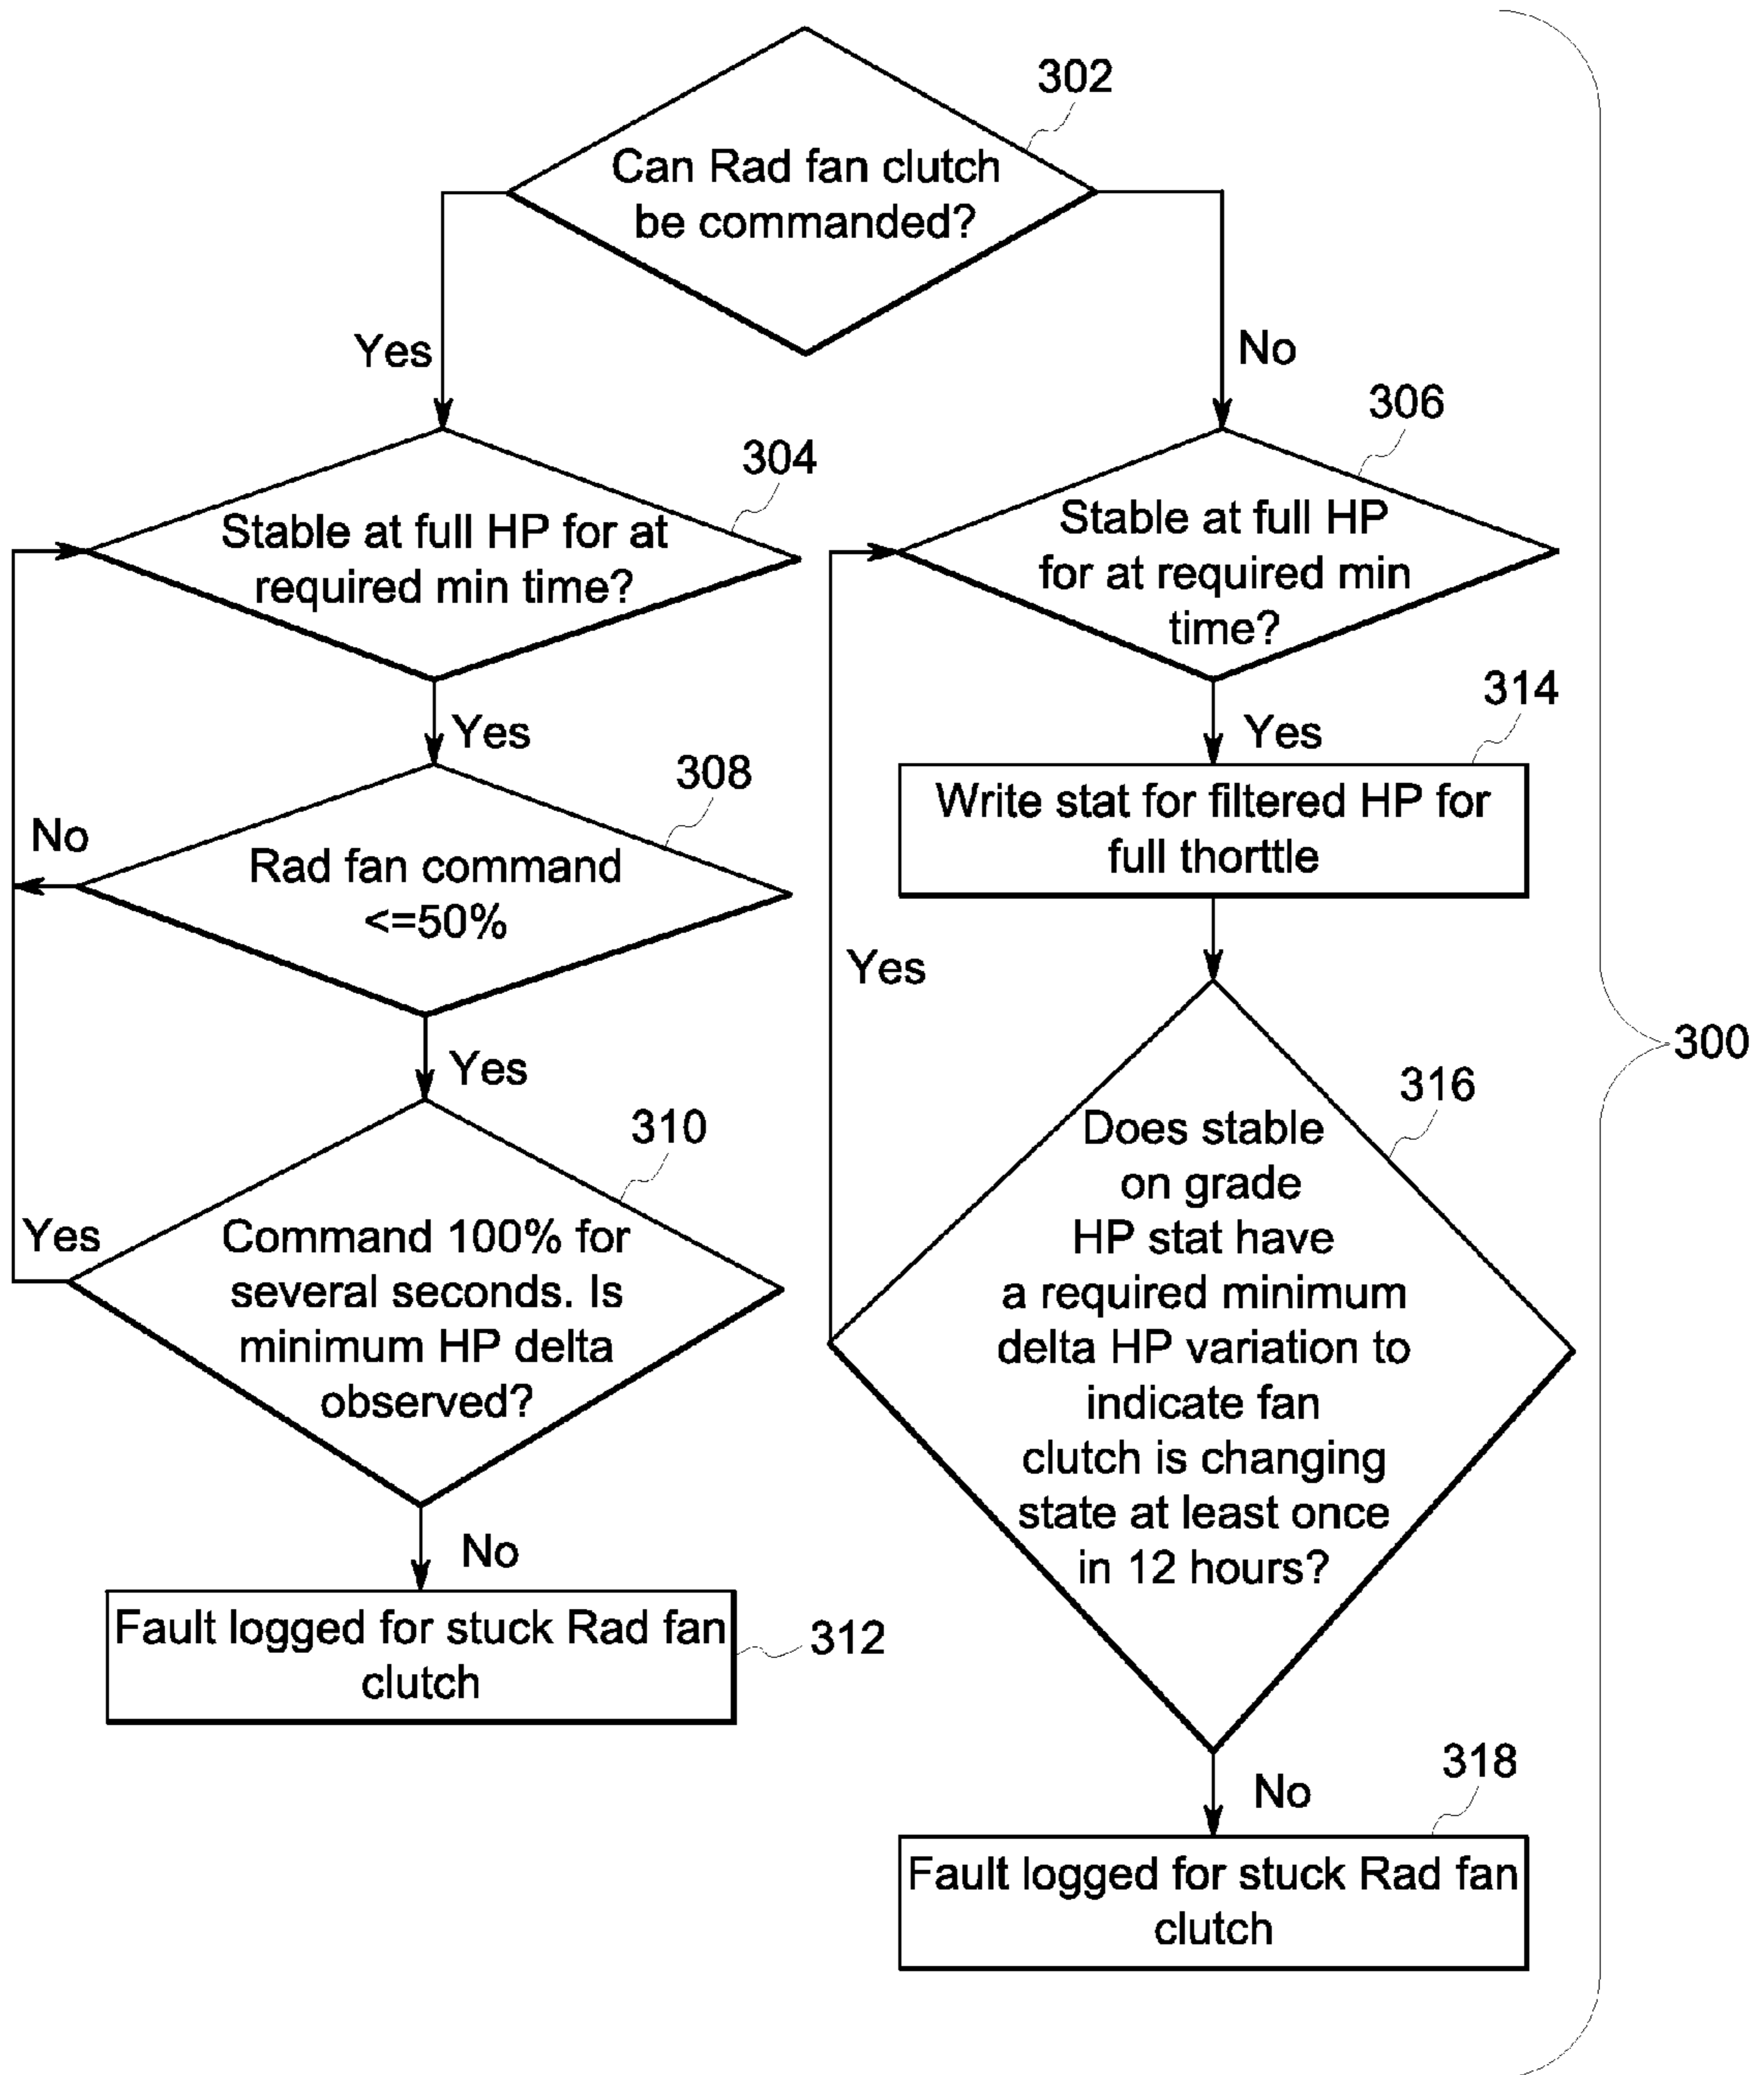 302
Can Rad fan clutch
be commanded?
Yes
No
304
Stable at full HP for at
required min time?
306
Stable at full HP
for at required min
time?
Yes
308
No
Rad fan command
<=50%
Yes
310
Yes
Command 100% for
several seconds. Is
minimum HP delta
observed?
No
Fault logged for stuck Rad fan
clutch
312
Yes
314
Write stat for filtered HP for
full thorttle
Yes
316
Does stable
on grade
HP stat have
a required minimum
delta HP variation to
indicate fan
clutch is changing
state at least once
in 12 hours?
No
318
Fault logged for stuck Rad fan
clutch
300